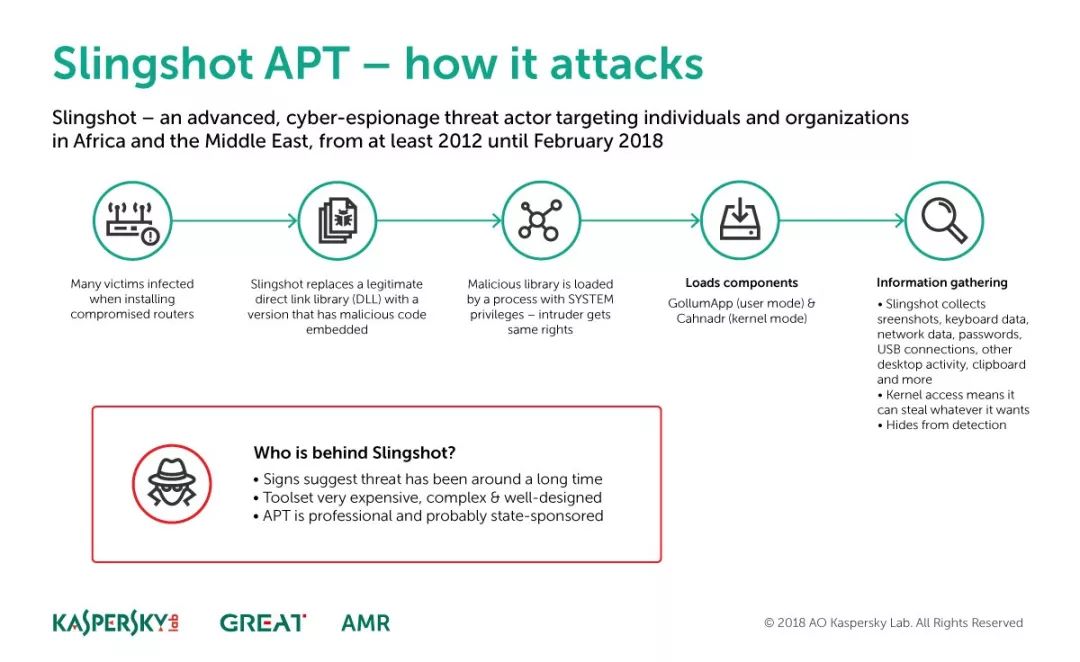 Slingshot APT – how it attacks
Slingshot – an advanced, cyber-espionage threat actor targeting individuals and organizations
in Africa and the Middle East, from at least 2012 until February 2018
Many victims infected
when installing
compromised routers
Slingshot replaces a legitimate
direct link library (DLL) with a
version that has malicious code
embedded
Malicious library is loaded
by a process with SYSTEM
privileges – intruder gets
same rights
Loads components
GollumApp (user mode) &
Cahnadr (kernel mode)
Information gathering
• Slingshot collects
sreenshots, keyboard data,
network data, passwords,
USB connections, other
desktop activity, clipboard
and more
• Kernel access means it
can steal whatever it wants
• Hides from detection
Who is behind Slingshot?
• Signs suggest threat has been around a long time
• Toolset very expensive, complex & well-designed
• APT is professional and probably state-sponsored
KASPERSKY lab
GREAT
AMR
© 2018 AO Kaspersky Lab. All Rights Reserved